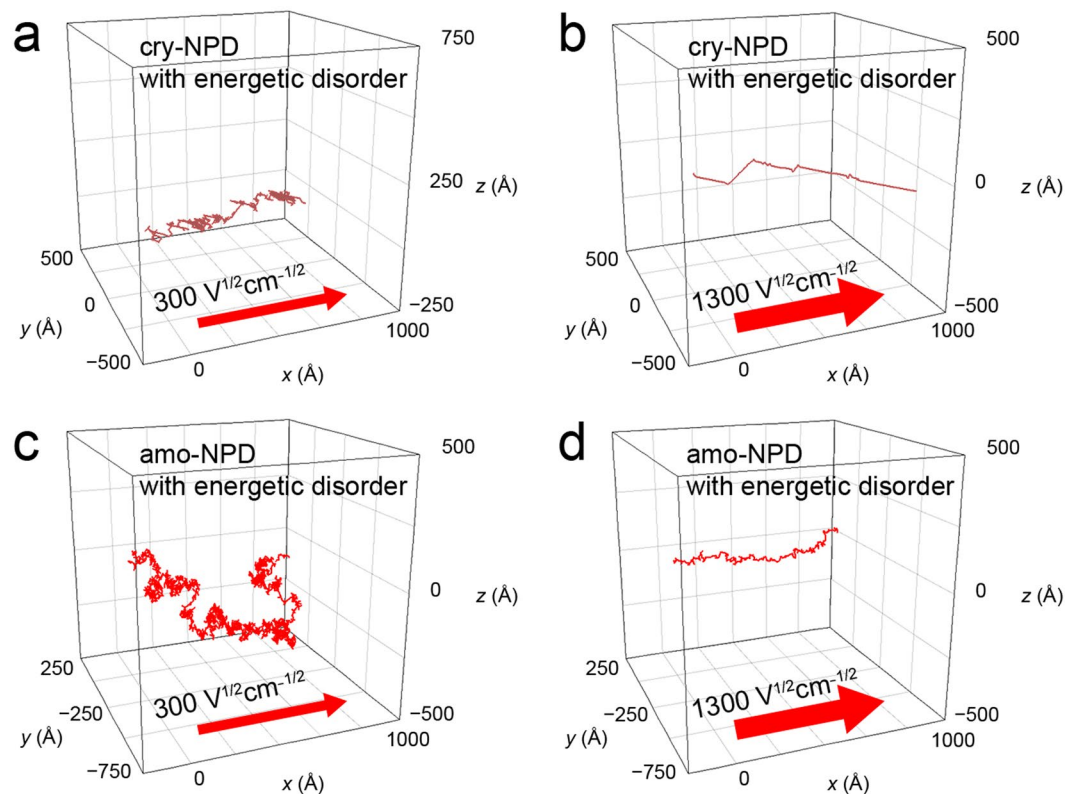 a
cry-NPD
with energetic disorder
750
250
z (Å)
−250
500
0
y (Å)
−500
300 V1/2cm−1/2
0
x (Å)
1000
b
cry-NPD
with energetic disorder
500
0
z (Å)
−500
500
0
y (Å)
−500
1300 V1/2cm−1/2
0
x (Å)
1000
c
amo-NPD
with energetic disorder
500
0
z (Å)
−500
250
−250
y (Å)
−750
300 V1/2cm−1/2
0
x (Å)
1000
d
amo-NPD
with energetic disorder
500
0
z (Å)
−500
250
−250
y (Å)
−750
1300 V1/2cm−1/2
0
x (Å)
1000